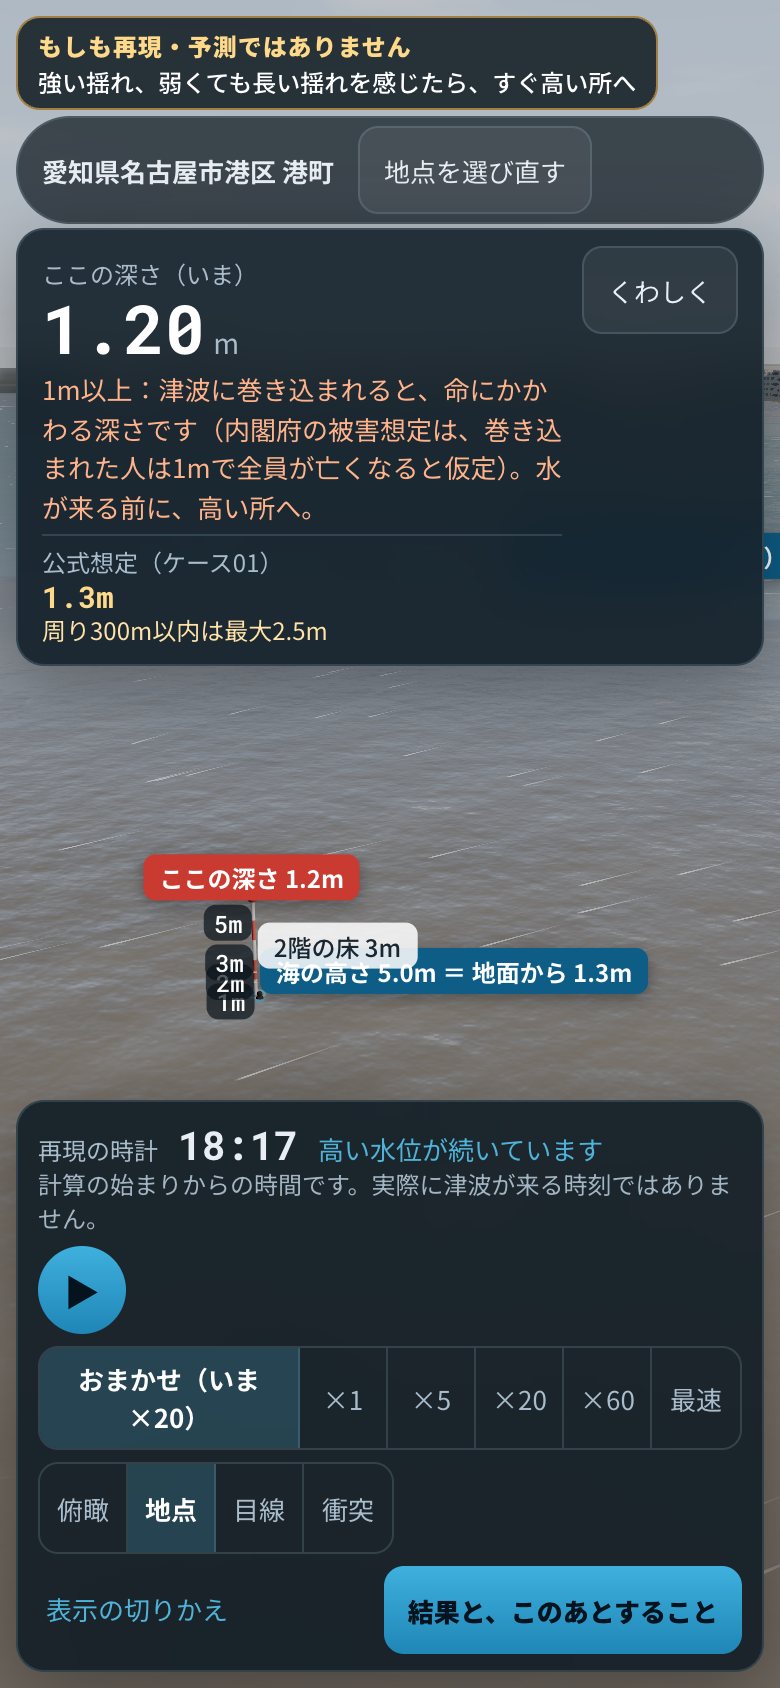 もしも再現・予測ではありません
強い揺れ、弱くても長い揺れを感じたら、すぐ高い所へ
愛知県名古屋市港区 港町
地点を選び直す
ここの深さ（いま）
くわしく
1.20 m
1m以上：津波に巻き込まれると、命にかか
わる深さです（内閣府の被害想定は、巻き込
まれた人は1mで全員が亡くなると仮定）。水
が来る前に、高い所へ。
公式想定（ケース01）
1.3m
周り300m以内は最大2.5m
）
ここの深さ 1.2m
5m
2階の床 3m
3m
海の高さ 5.0m ＝ 地面から 1.3m
2m
1m
再現の時計 18:17 高い水位が続いています
計算の始まりからの時間です。実際に津波が来る時刻ではありま
せん。
おまかせ（いま
×20）
×1
×5
×20
×60
最速
俯瞰
地点
目線
衝突
表示の切りかえ
結果と、このあとすること